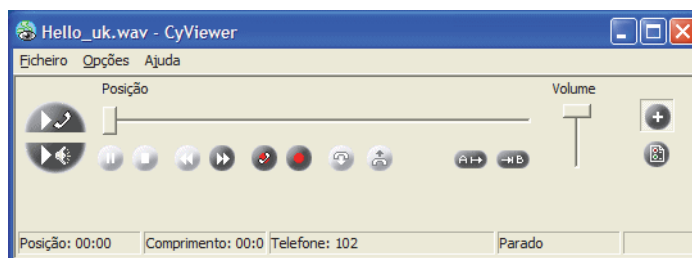 Hello_uk.wav - CyViewer
Ficheiro Opções Ajuda
Posição Volume
A B
Posição: 00:00 Comprimento: 00:0 Telefone: 102 Parado